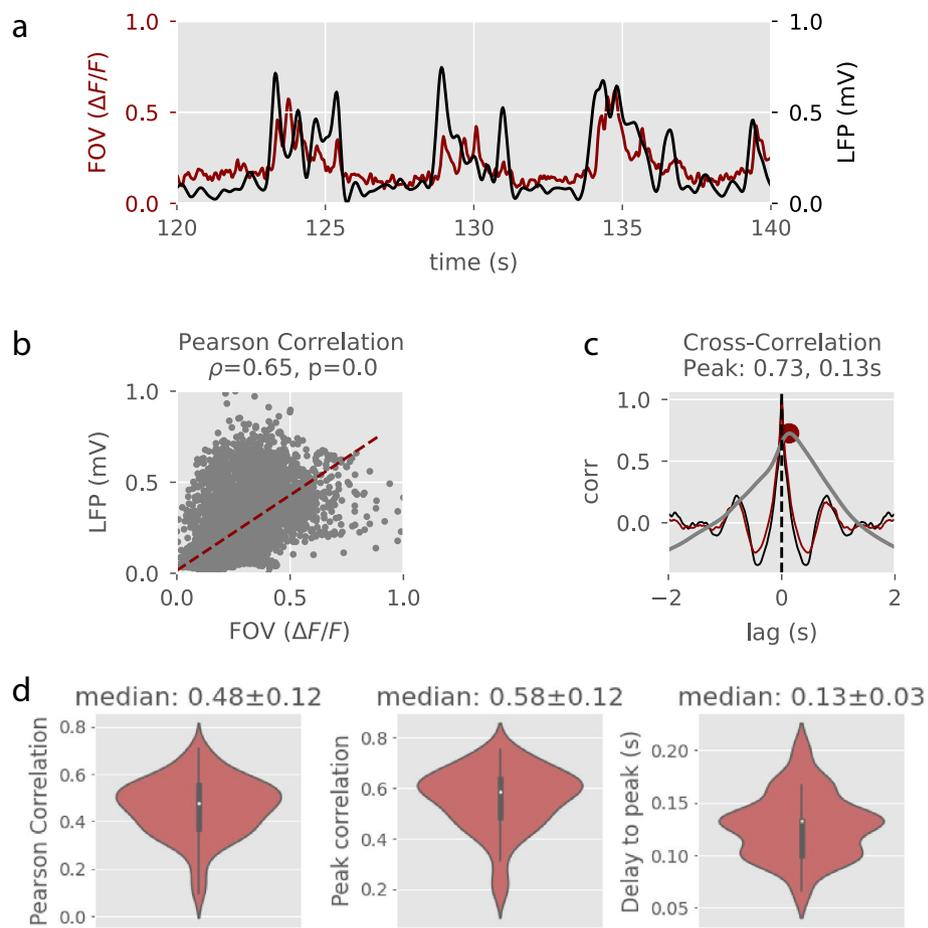 a
FOV (ΔF/F)
1.0
0.5
0.0
1.0
0.5
0.0
LFP (mV)
120
125
130
135
140
time (s)
b
Pearson Correlation
ρ=0.65, p=0.0
LFP (mV)
1.0
0.5
0.0
0.0
0.5
1.0
FOV (ΔF/F)
c
Cross-Correlation
Peak: 0.73, 0.13s
corr
1.0
0.5
0.0
−2
0
2
lag (s)
d
median: 0.48±0.12
Pearson Correlation
0.8
0.6
0.4
0.2
0.0
median: 0.58±0.12
Peak correlation
0.8
0.6
0.4
0.2
median: 0.13±0.03
Delay to peak (s)
0.20
0.15
0.10
0.05